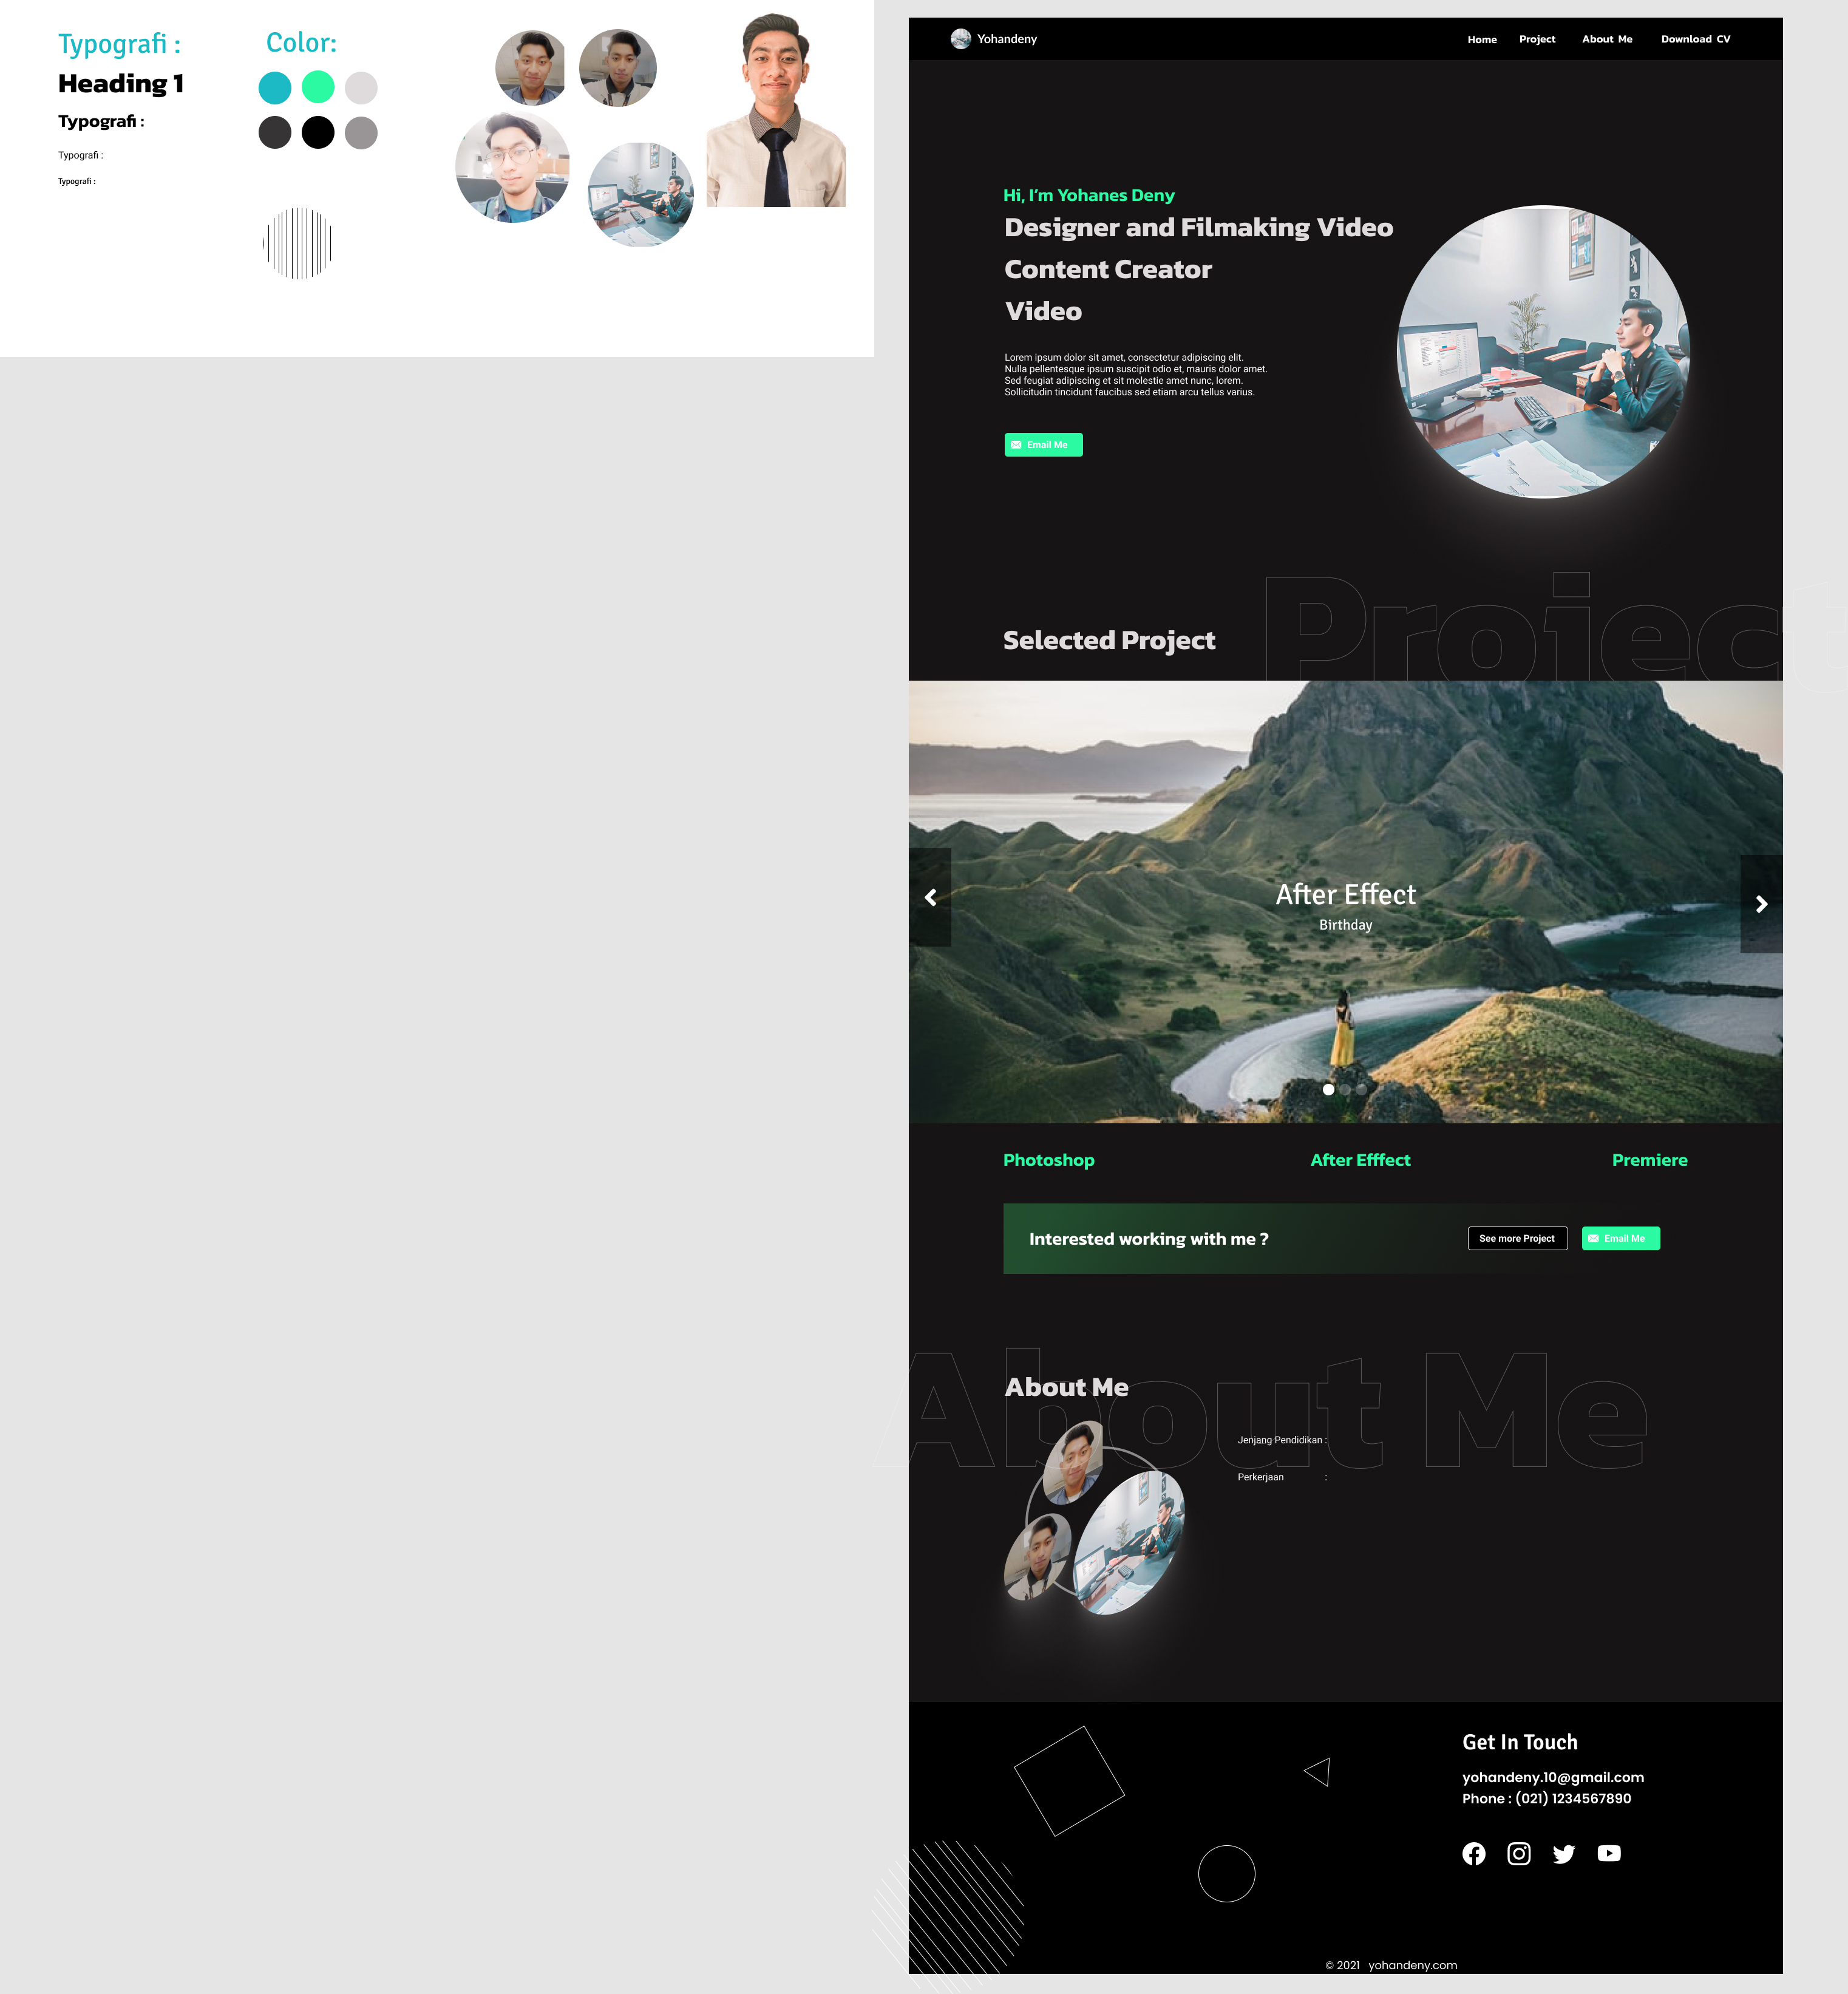 Typografi :
Heading 1
Typografi :
Typografi :
Typografi :
Color:
Yohandeny
Home
Project
About Me
Download CV
Hi, I'm Yohanes Deny
Designer and Filmaking Video
Content Creator
Video
Lorem ipsum dolor sit amet, consectetur adipiscing elit.
Nulla pellentesque ipsum suscipit odio et, mauris dolor amet.
Sed feugiat adipiscing et sit molestie amet nunc, lorem.
Sollicitudin tincidunt faucibus sed etiam arcu tellus varius.
Email Me
Project
Selected Project
After Effect
Birthday
Photoshop
After Efffect
Premiere
Interested working with me ?
See more Project
Email Me
About Me
About Me
Jenjang Pendidikan :
Perkerjaan :
Get In Touch
yohandeny.10@gmail.com
Phone : (021) 1234567890
© 2021 yohandeny.com